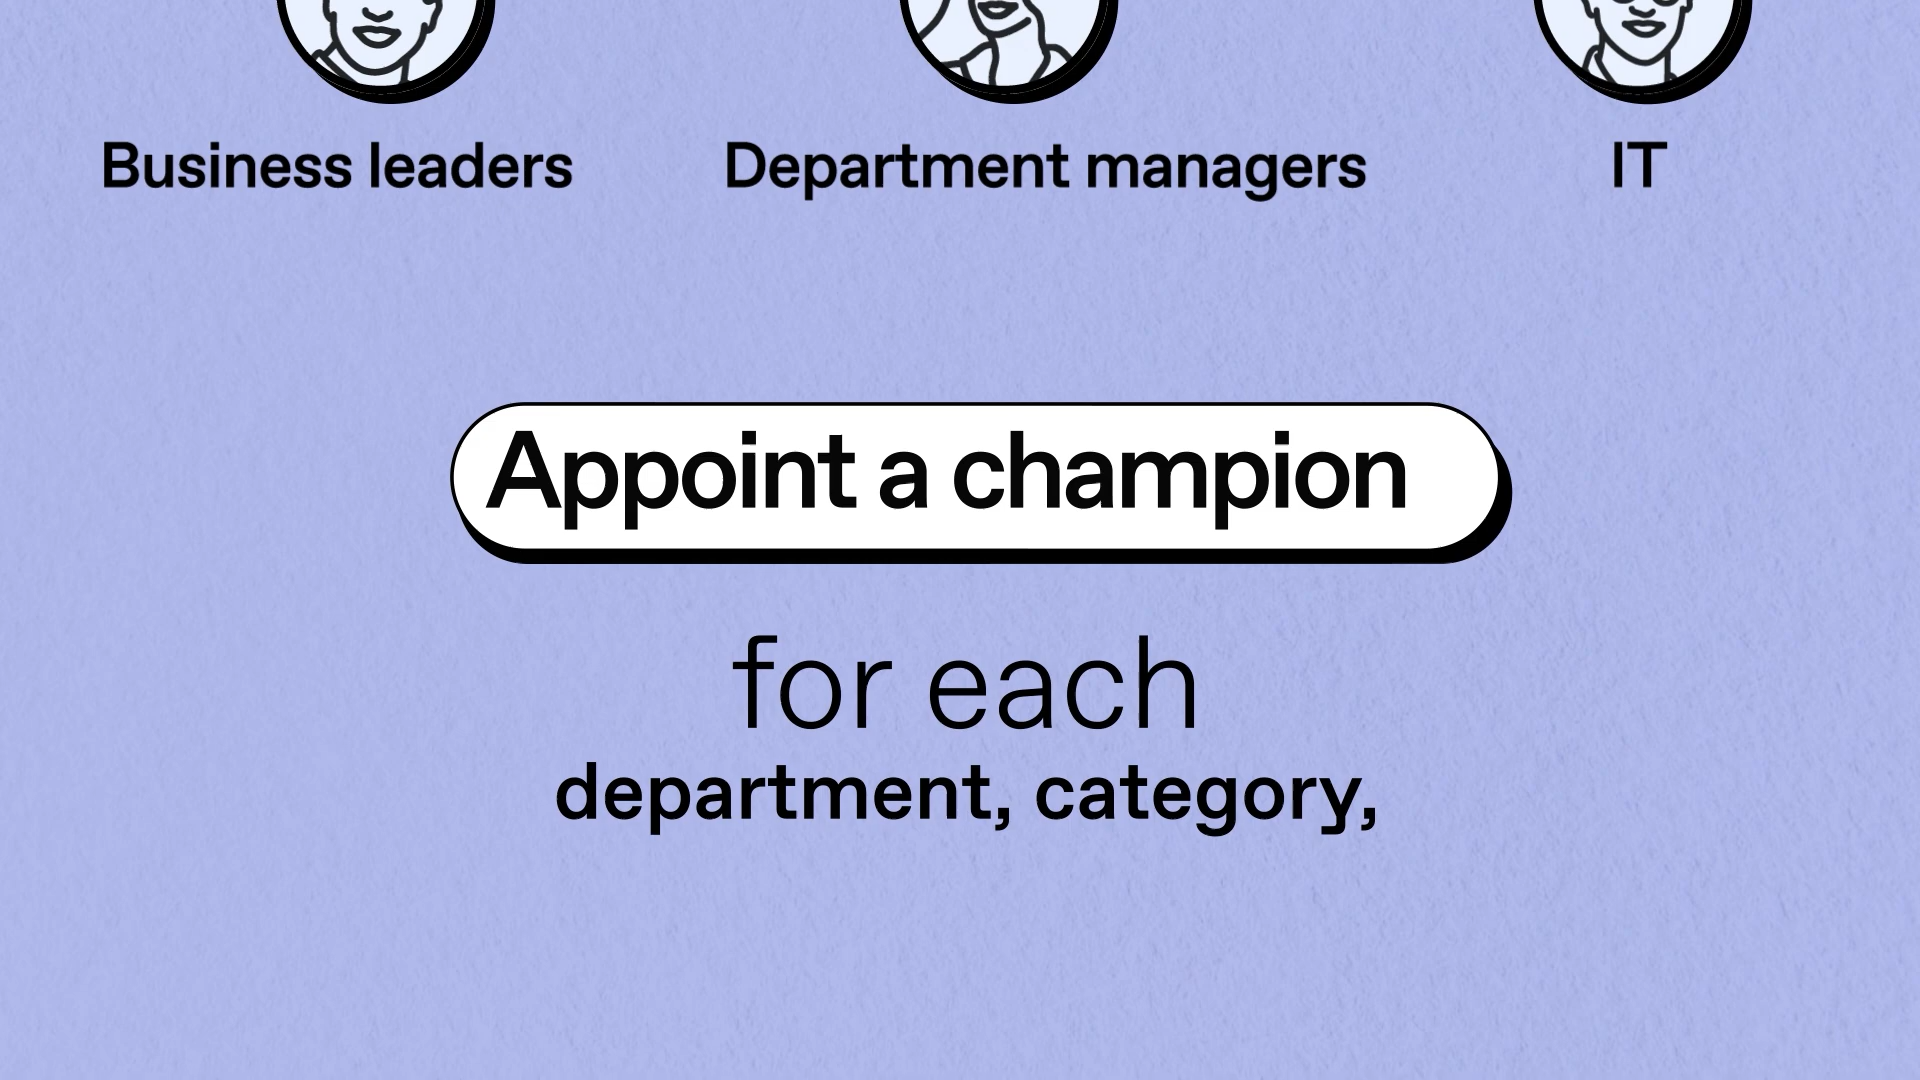 Business leaders
Department managers
IT
Appoint a champion
for each
department, category,